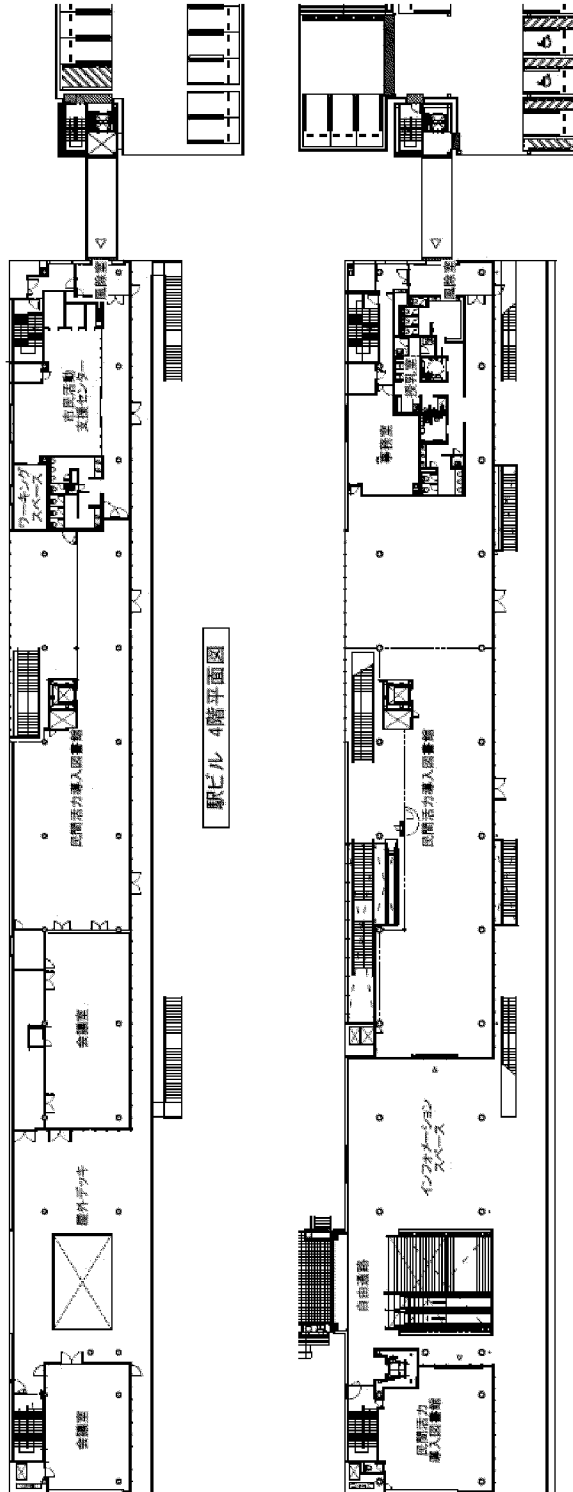 風除室
市民活動
支援センター
ワーキング
スペース
民間活力導入図書館
会議室
屋外デッキ
会議室
駅ビル 4階平面図
風除室
授乳室
事務室
民間活力導入図書館
インフォメーション
スペース
自由通路
民間活力
導入図書館